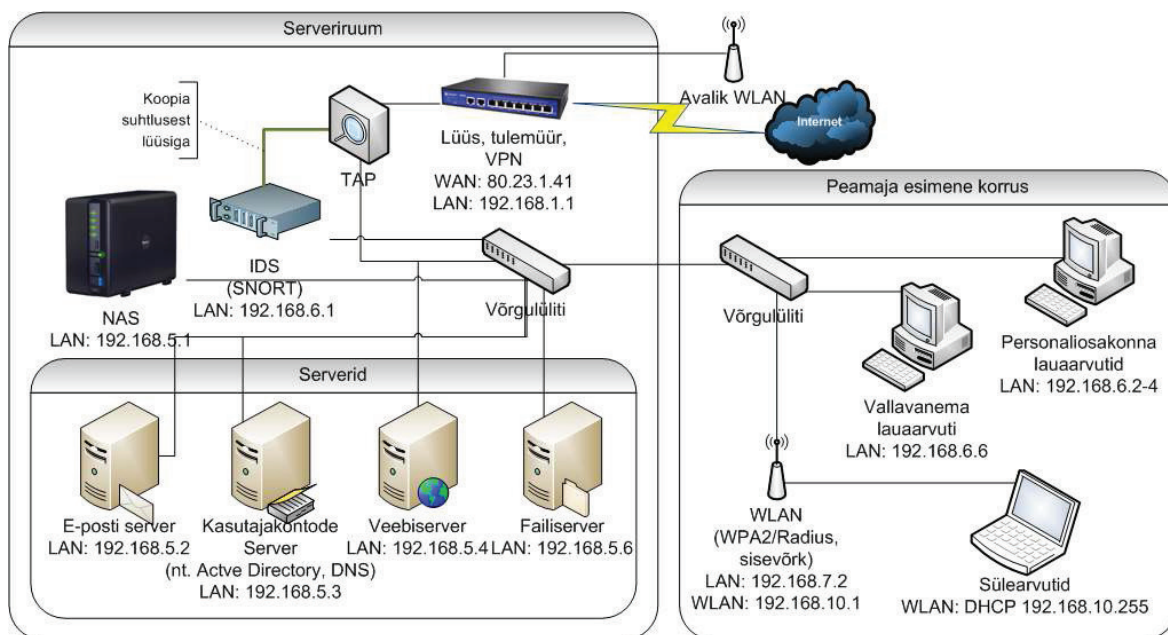 Serveriruum
Koopia
suhtlusest
lüüsiga
TAP
Lüüs, tulemüür,
VPN
WAN: 80.23.1.41
LAN: 192.168.1.1
Avalik WLAN
Internet
NAS
LAN: 192.168.5.1
IDS
(SNORT)
LAN: 192.168.6.1
Võrgulüliti
Serverid
E-posti server
LAN: 192.168.5.2
Kasutajakontode
Server
(nt. Actve Directory, DNS)
LAN: 192.168.5.3
Veebiserver
LAN: 192.168.5.4
Failiserver
LAN: 192.168.5.6
Peamaja esimene korrus
Võrgulüliti
Personaliosakonna
lauaarvutid
LAN: 192.168.6.2-4
Vallavanema
lauaarvuti
LAN: 192.168.6.6
WLAN
(WPA2/Radius,
sisevõrk)
LAN: 192.168.7.2
WLAN: 192.168.10.1
Sülearvutid
WLAN: DHCP 192.168.10.255